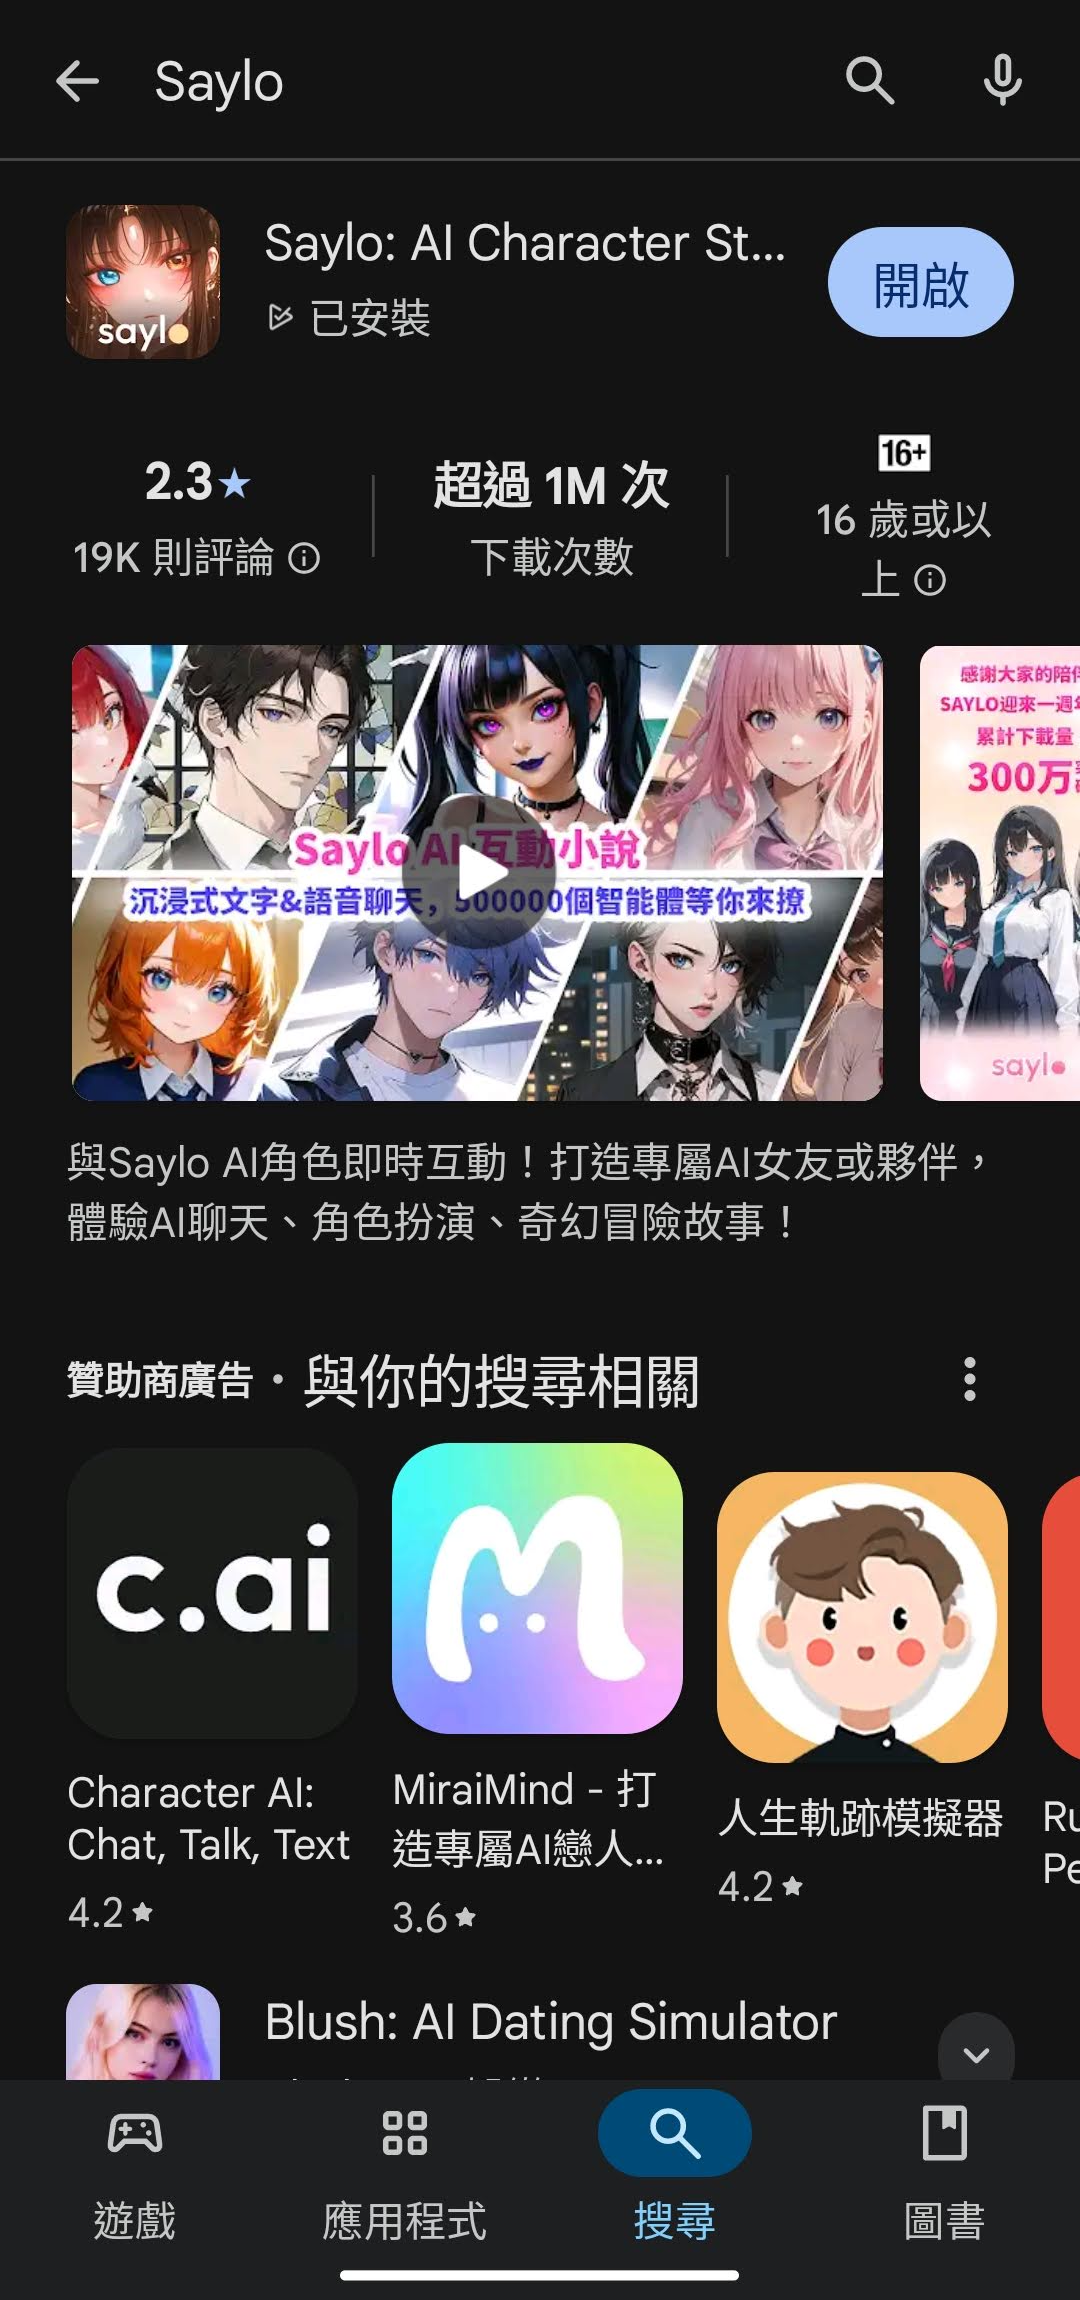 Saylo
Saylo: AI Character St...
已安裝
開啟
saylo
2.3★
19K 則評論
超過 1M 次
下載次數
16+
16 歲或以
上
Saylo AI 互動小說
沉浸式文字&語音聊天，500000個智能體等你來撩
感謝大家的陪
SAYLO迎來一週
累計下載量
300万
saylo
與Saylo AI角色即時互動！打造專屬AI女友或夥伴，
體驗AI聊天、角色扮演、奇幻冒險故事！
贊助商廣告・與你的搜尋相關
c.ai
Character AI:
Chat, Talk, Text
4.2★
MiraiMind - 打
造專屬AI戀人...
3.6★
人生軌跡模擬器
4.2★
Ru
Pe
Blush: AI Dating Simulator
遊戲
應用程式
搜尋
圖書